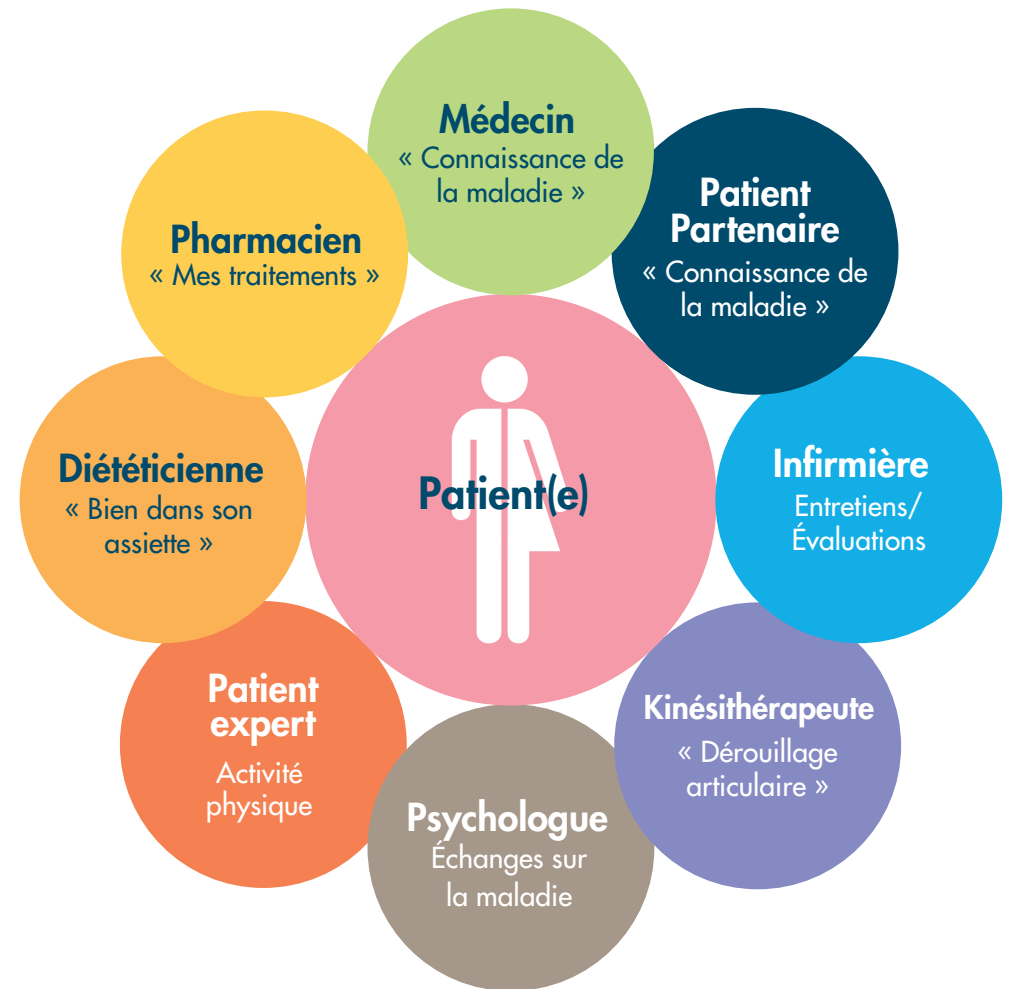 Médecin
« Connaissance de
la maladie »
Patient
Partenaire
« Connaissance de
la maladie »
Infirmière
Entretiens/
Évaluations
Kinésithérapeute
« Dérouillage
articulaire »
Psychologue
Échanges sur
la maladie
Patient
expert
Activité
physique
Diététicienne
« Bien dans son
assiette »
Pharmacien
« Mes traitements »
Patient(e)